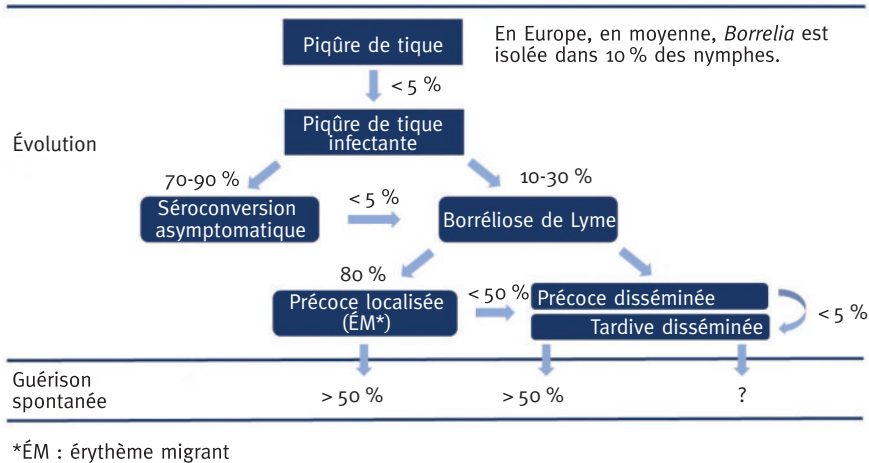 En Europe, en moyenne, Borrelia est
isolée dans 10 % des nymphes.
Piqûre de tique
< 5 %
Évolution
Piqûre de tique
infectante
70-90 %
10-30 %
Séroconversion
asymptomatique
< 5 %
Borréliose de Lyme
80 %
Précoce localisée
(ÉM*)
< 50 %
Précoce disséminée
Tardive disséminée
< 5 %
Guérison
spontanée
> 50 %
> 50 %
?
*ÉM : érythème migrant